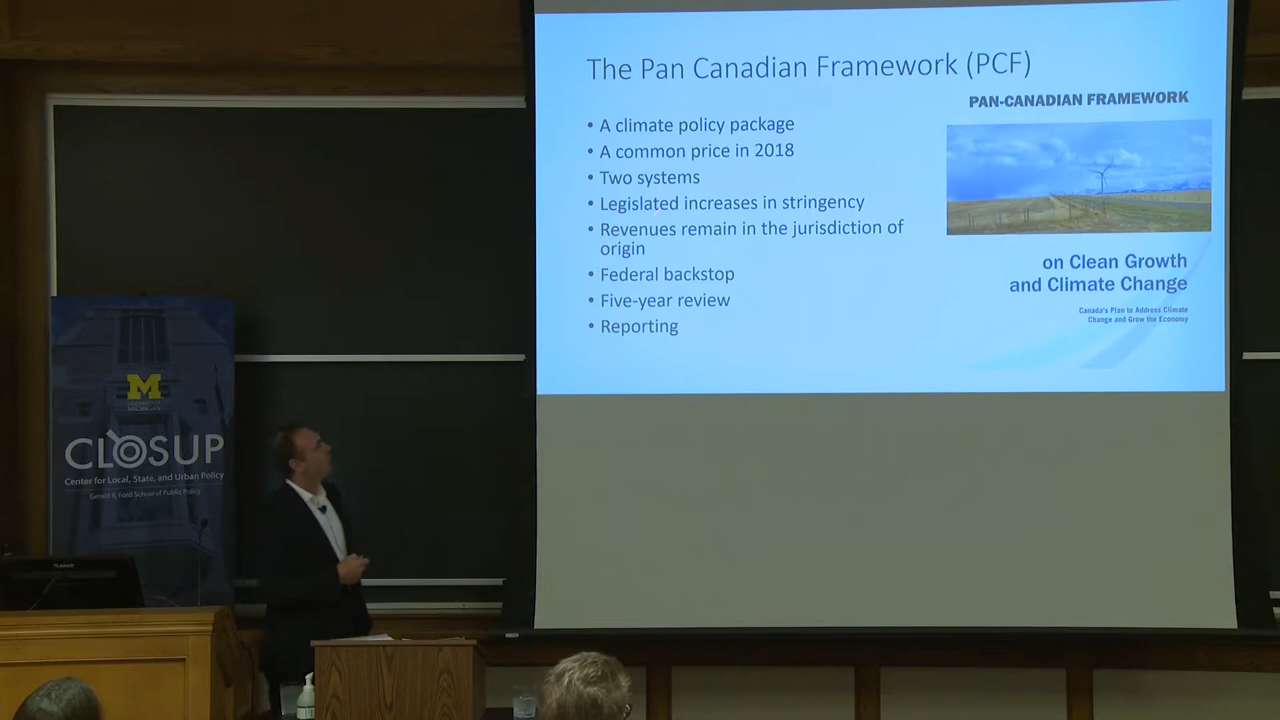 The Pan Canadian Framework (PCF)
• A climate policy package
• A common price in 2018
• Two systems
• Legislated increases in stringency
• Revenues remain in the jurisdiction of
origin
• Federal backstop
• Five-year review
• Reporting
PAN-CANADIAN FRAMEWORK
on Clean Growth
and Climate Change
Canada's Plan to Address Climate
Change and Grow the Economy
M
UNIVERSITY OF
MICHIGAN
CLOSUP
Center for Local, State, and Urban Policy
Gerald R. Ford School of Public Policy